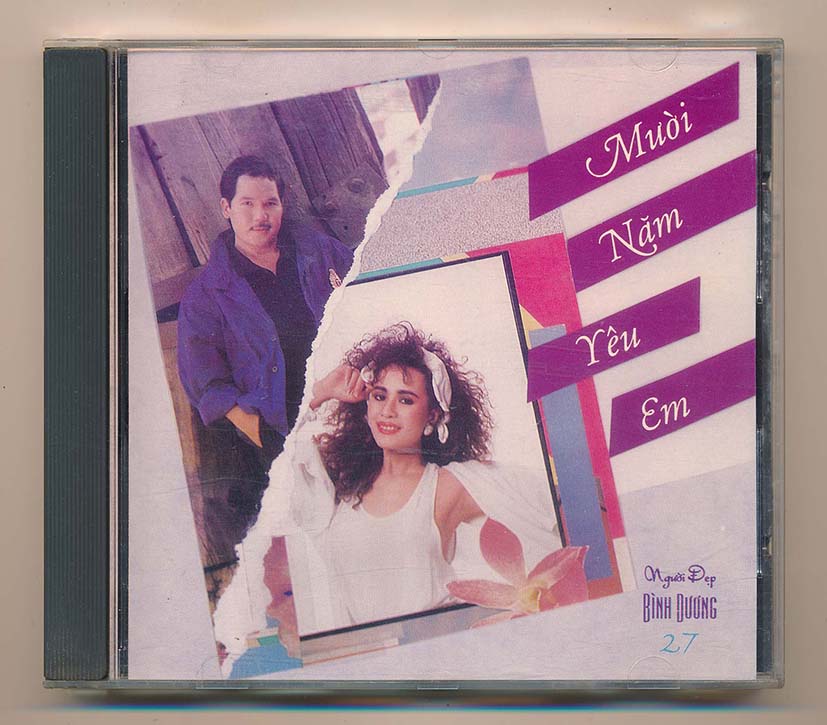 Mười
Năm
Yêu
Em
Người Đẹp
BÌNH DƯƠNG
27